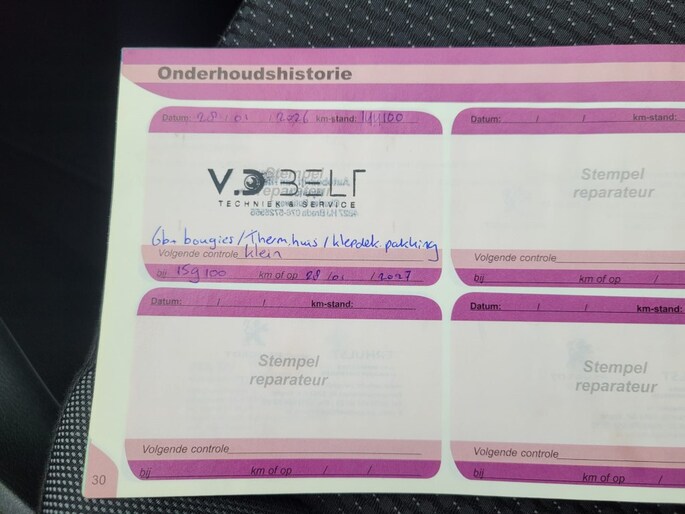 Onderhoudshistorie
Datum: 28 / 01 / 2026 km-stand: 144100
V.D BELT
TECHNIEK & SERVICE
Gb+ bougies/Therm.huis/klepdek.pakking
Volgende controle klein
bij 159100 km of op 28 / 01 / 2027
Datum: / / km-stand:
Stempel
reparateur
Datum: / / km-stand:
Stempel
reparateur
Volgende controle
bij km of op / /
Volgende controle
bij km of op / /
Datum: / / km-stand:
Stempel
reparateur
Volgende controle
bij km of op / /
30